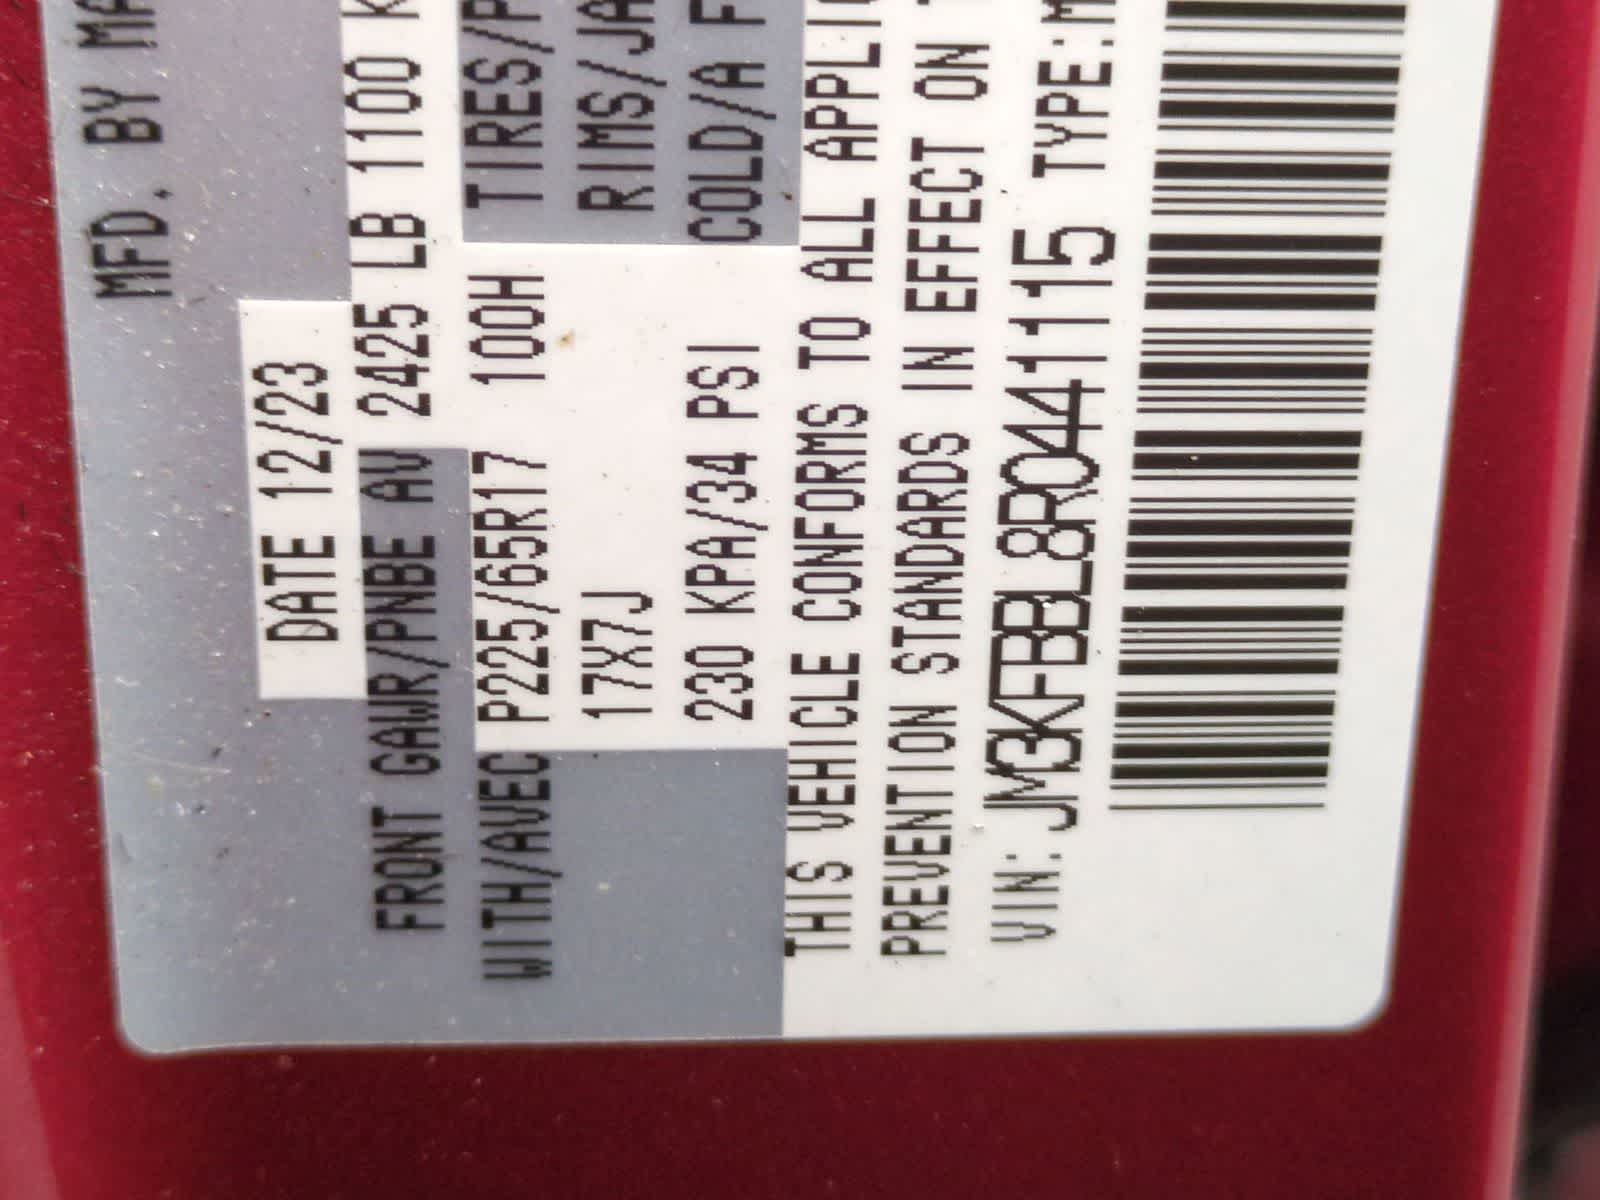 MFD. BY MA
DATE 12/23
FRONT GAWR/PNBE AV 2425 LB 1100 K
WITH/AVEC P225/65R17 100H TIRES/P
17X7J RIMS/JA
230 KPA/34 PSI COLD/A F
THIS VEHICLE CONFORMS TO ALL APPLIC
PREVENTION STANDARDS IN EFFECT ON
VIN: JM3KFBBL8R0441115 TYPE:M